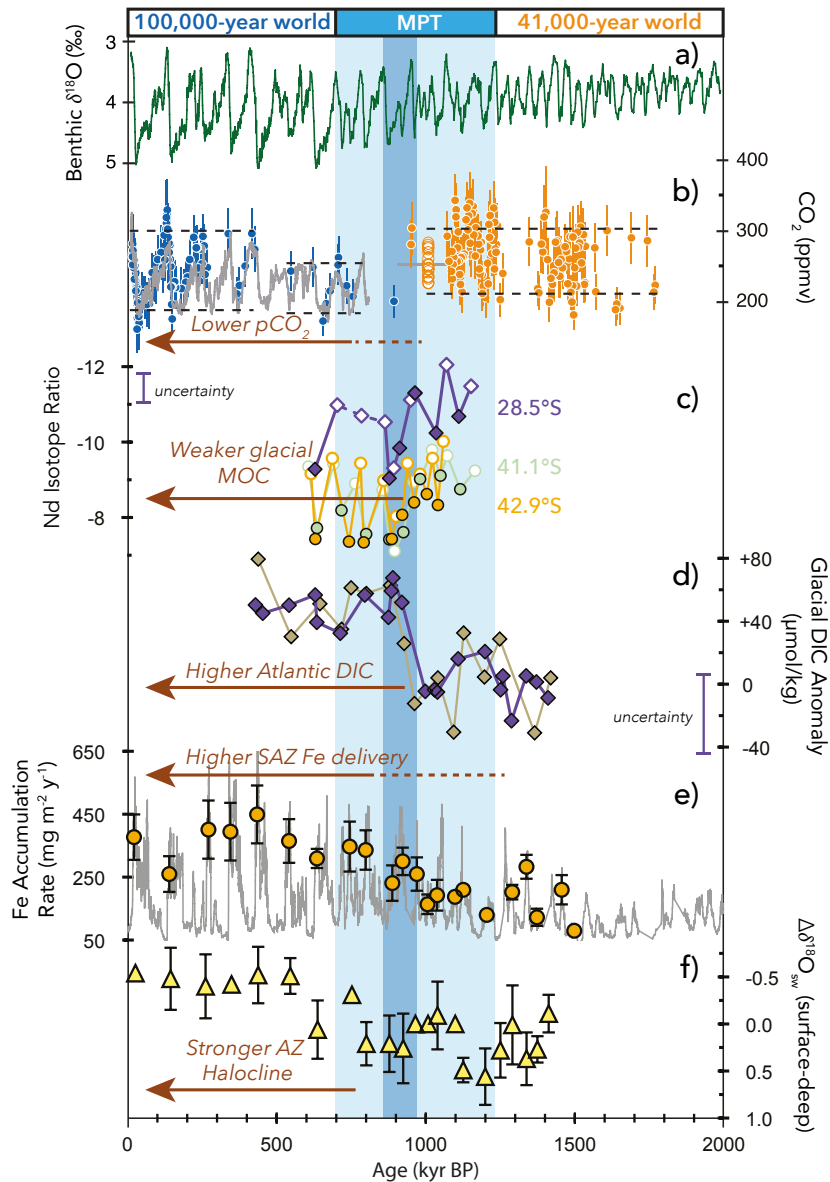 100,000-year world MPT 41,000-year world
a)
Benthic δ18O (‰)
3
4
5
b)
CO2 (ppmv)
400
300
200
Lower pCO2
c)
Nd Isotope Ratio
-12
-10
-8
uncertainty
28.5°S
41.1°S
42.9°S
Weaker glacial
MOC
d)
Glacial DIC Anomaly
(μmol/kg)
+80
+40
0
-40
Higher Atlantic DIC
uncertainty
Higher SAZ Fe delivery
e)
Fe Accumulation
Rate (mg m-2 y-1)
650
450
250
50
f)
Δδ18Osw (surface-deep)
-0.5
0.0
0.5
1.0
Stronger AZ
Halocline
0 500 1000 1500 2000
Age (kyr BP)